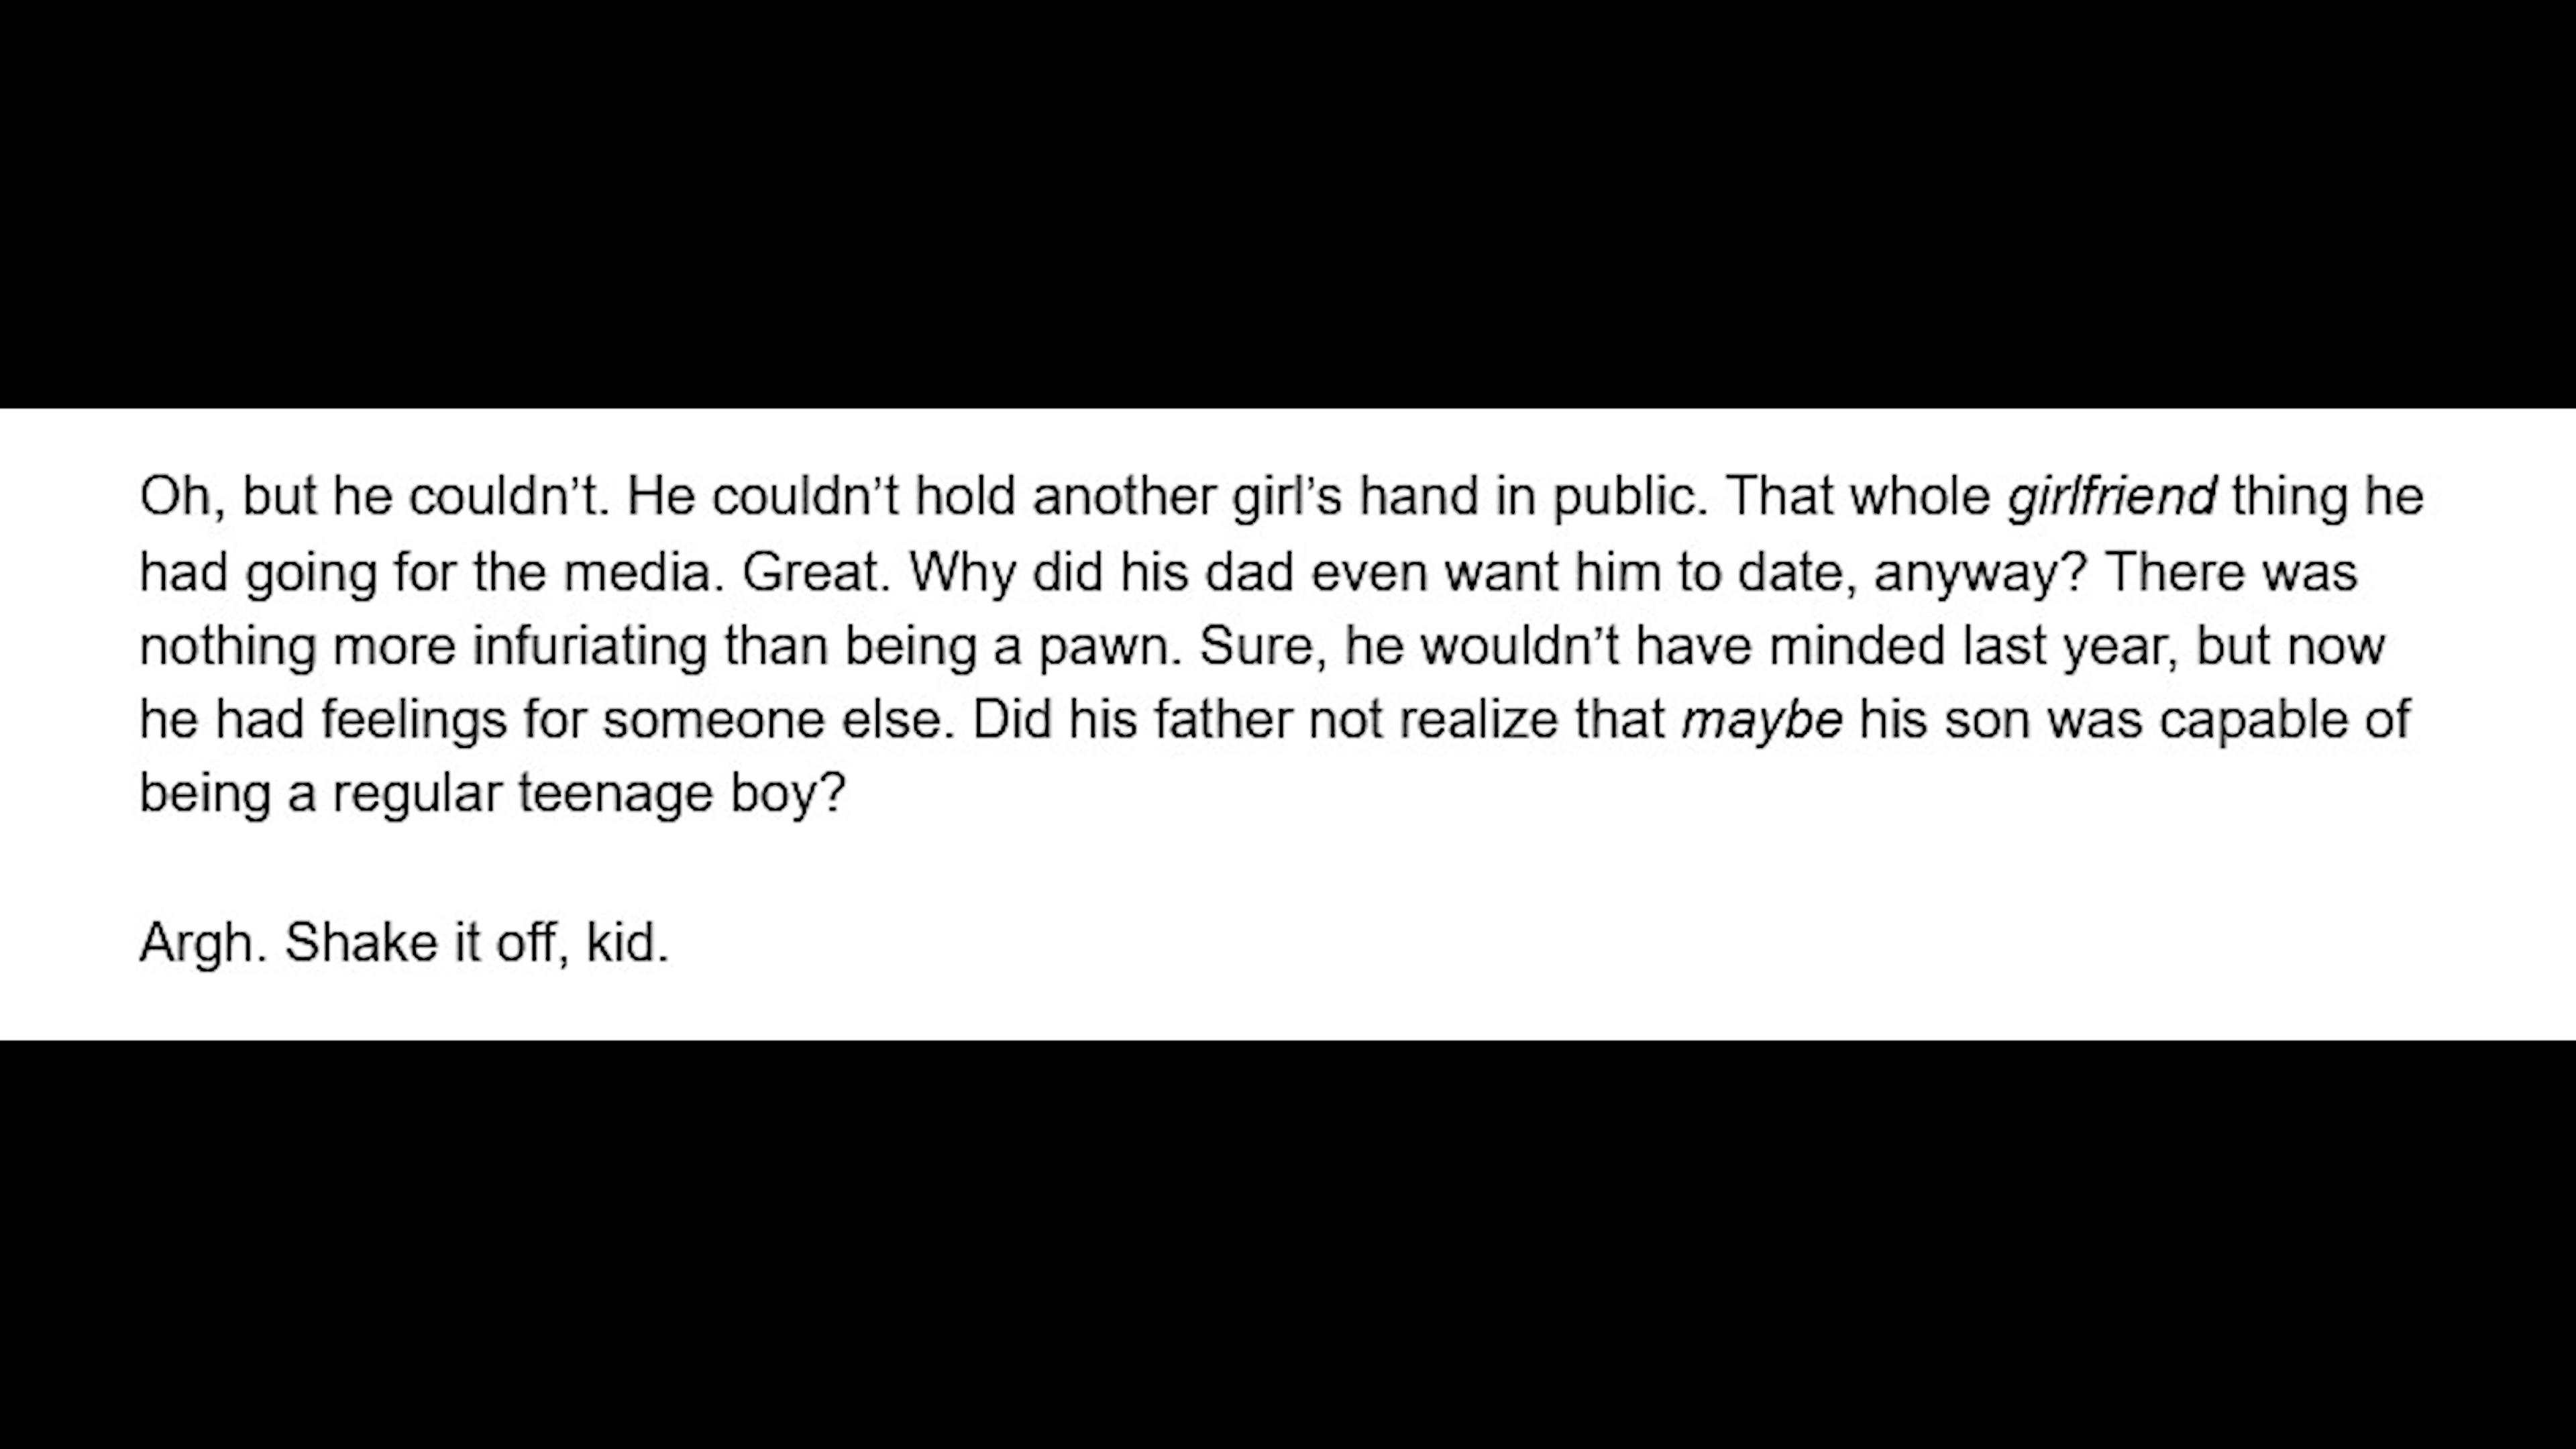 Oh, but he couldn’t. He couldn’t hold another girl’s hand in public. That whole girlfriend thing he
had going for the media. Great. Why did his dad even want him to date, anyway? There was
nothing more infuriating than being a pawn. Sure, he wouldn’t have minded last year, but now
he had feelings for someone else. Did his father not realize that maybe his son was capable of
being a regular teenage boy?
Argh. Shake it off, kid.